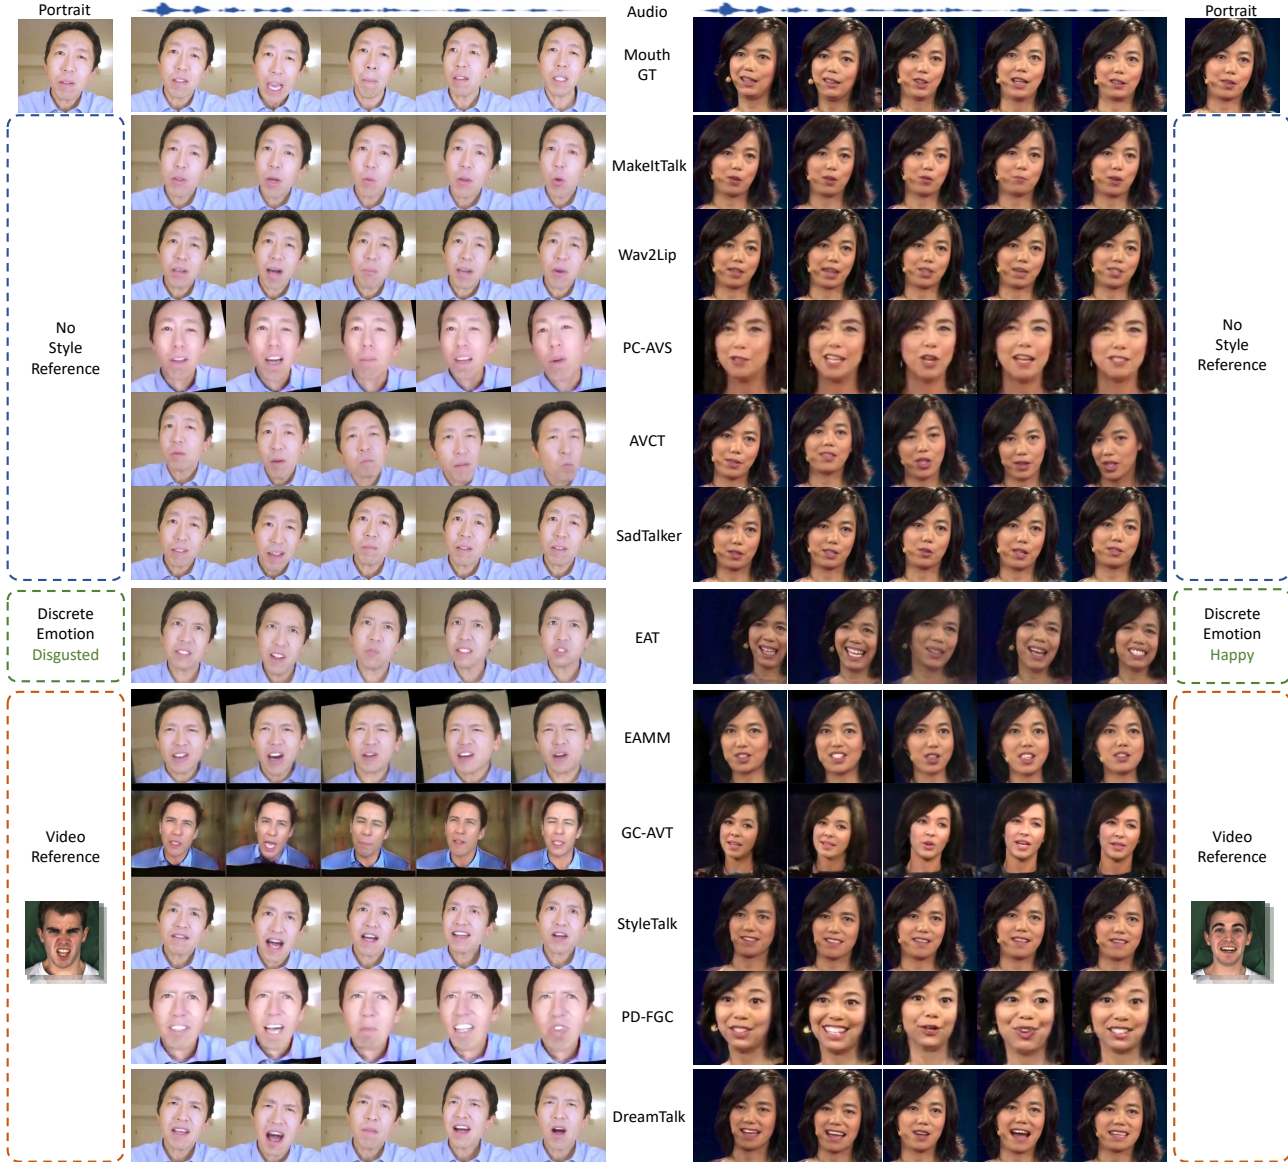 Portrait
Audio
Portrait
Mouth
GT
MakeItTalk
Wav2Lip
No
Style
Reference
PC-AVS
No
Style
Reference
AVCT
SadTalker
Discrete
Emotion
Disgusted
EAT
Discrete
Emotion
Happy
EAMM
Video
Reference
GC-AVT
Video
Reference
StyleTalk
PD-FGC
DreamTalk